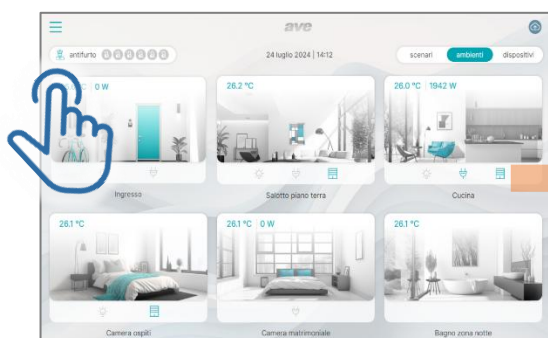 ave
antifurto
24 luglio 2024 | 14:12
scenari ambienti dispositivi
°C 0 W
26.2 °C
26.0 °C 1942 W
Ingresso
Salotto piano terra
Cucina
26.1 °C
26.1 °C 0 W
26.1 °C
Camera ospiti
Camera matrimoniale
Bagno zona notte